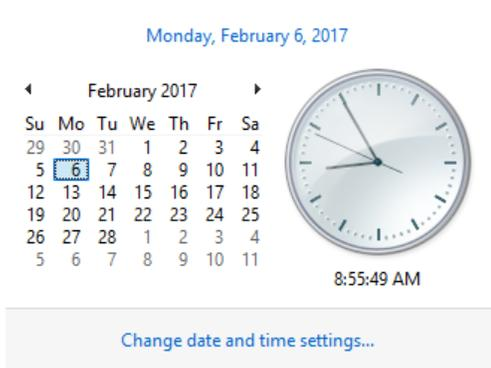 Monday, February 6, 2017
February 2017
Su Mo Tu We Th Fr Sa
29 30 31 1 2 3 4
5 6 7 8 9 10 11
12 13 14 15 16 17 18
19 20 21 22 23 24 25
26 27 28 1 2 3 4
5 6 7 8 9 10 11
8:55:49 AM
Change date and time settings...